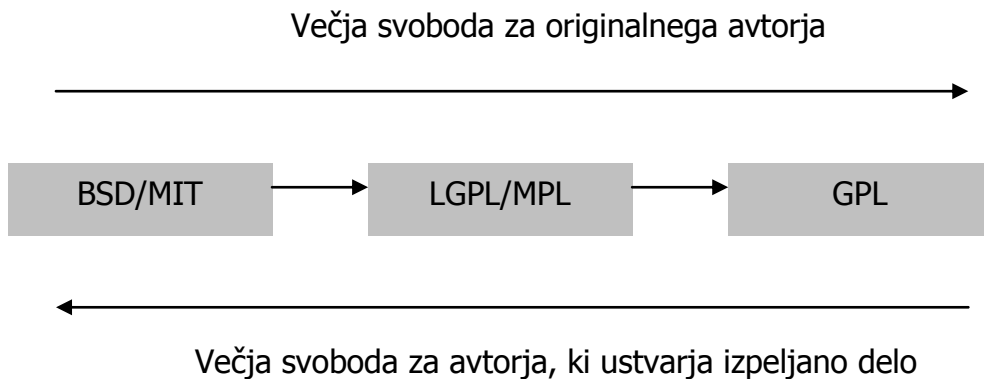 Večja svoboda za originalnega avtorja
BSD/MIT
LGPL/MPL
GPL
Večja svoboda za avtorja, ki ustvarja izpeljano delo